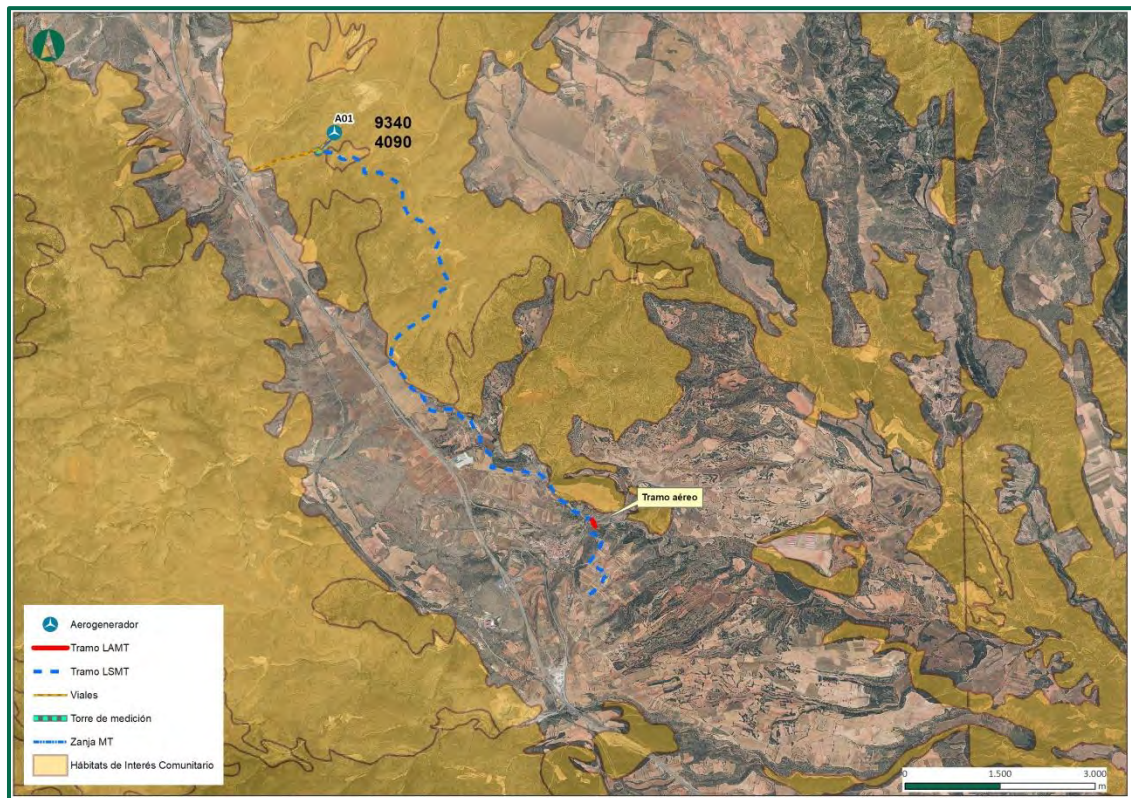 A01
9340
4090
Tramo aéreo
Aerogenerador
Tramo LAMT
Tramo LSMT
Viales
Torre de medición
Zanja MT
Hábitats de Interés Comunitario
0 1.500 3.000
m